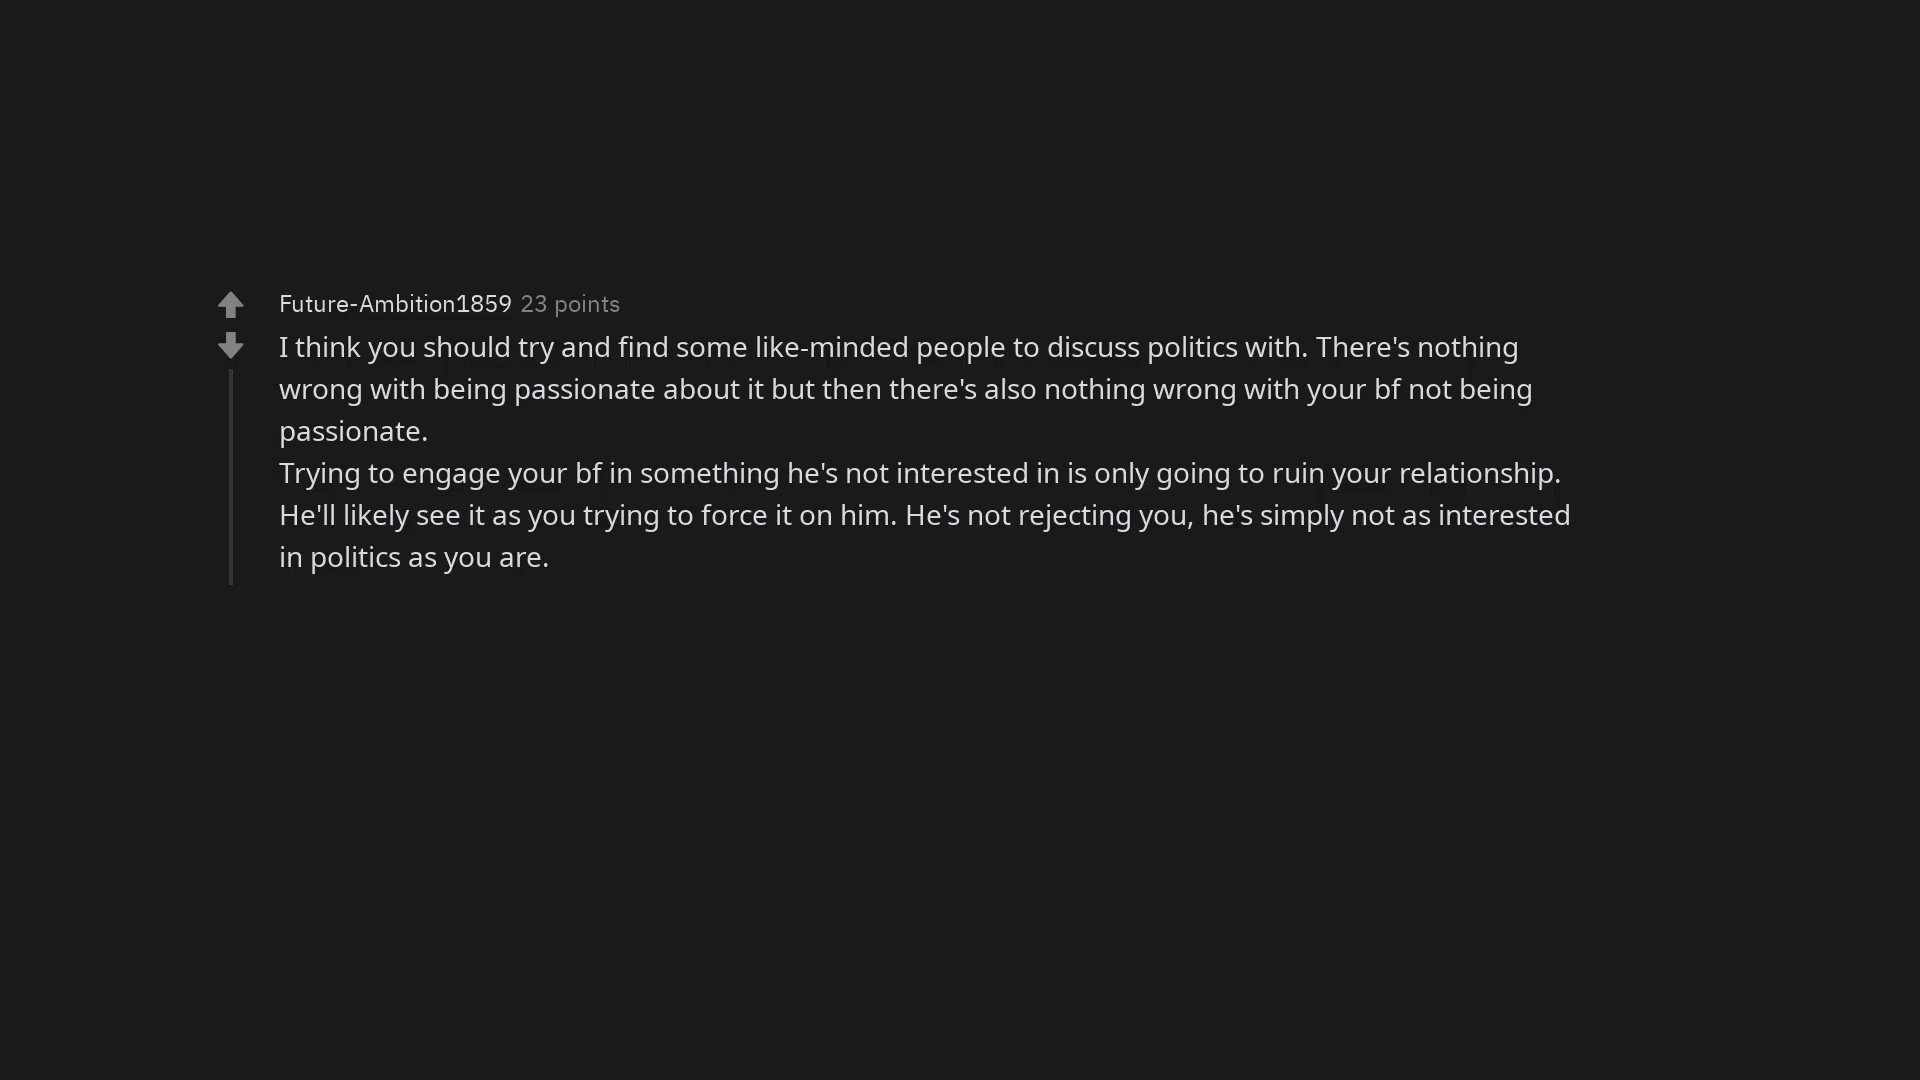 Future-Ambition1859 23 points
I think you should try and find some like-minded people to discuss politics with. There's nothing
wrong with being passionate about it but then there's also nothing wrong with your bf not being
passionate.
Trying to engage your bf in something he's not interested in is only going to ruin your relationship.
He'll likely see it as you trying to force it on him. He's not rejecting you, he's simply not as interested
in politics as you are.